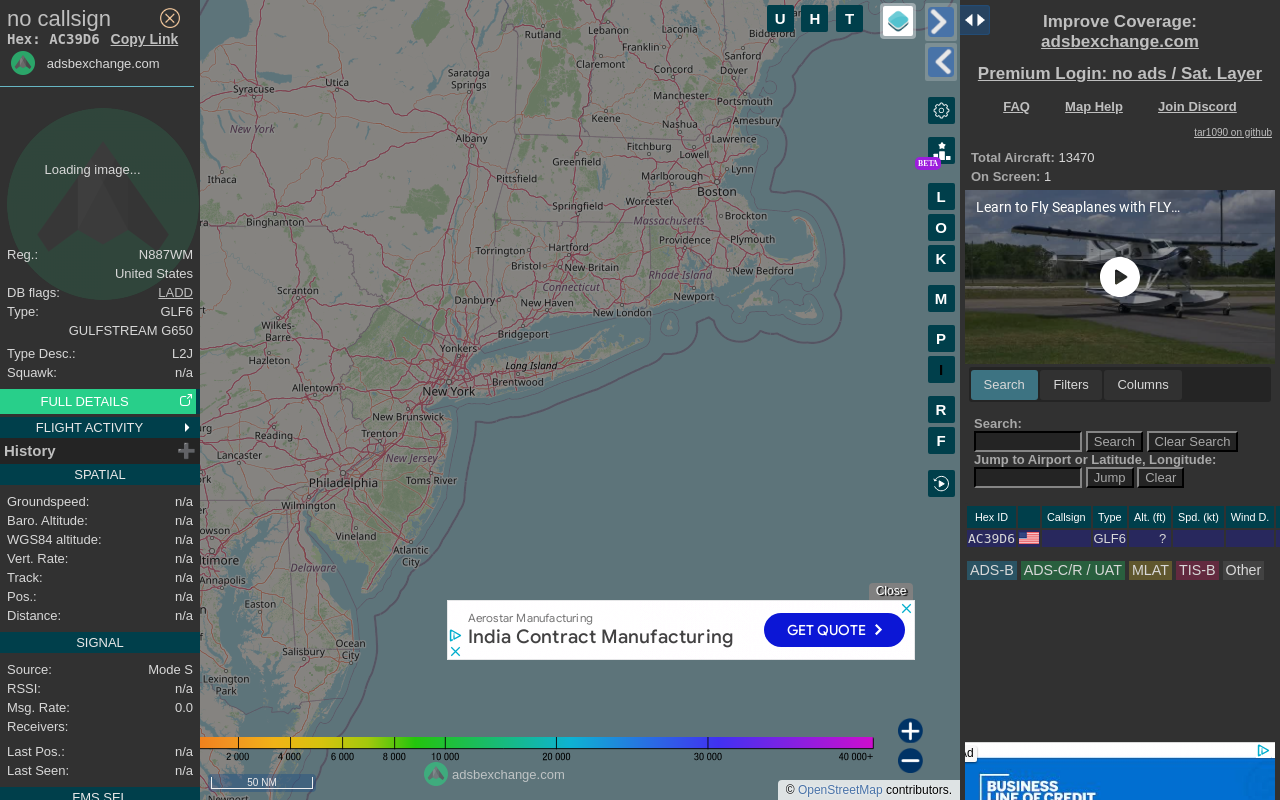 no callsign
Hex: AC39D6 Copy Link
adsbexchange.com
Loading image...
Reg.: N887WM
United States
DB flags: LADD
Type: GLF6
GULFSTREAM G650
Type Desc.: L2J
Squawk: n/a
FULL DETAILS
FLIGHT ACTIVITY
History
SPATIAL
Groundspeed: n/a
Baro. Altitude: n/a
WGS84 altitude: n/a
Vert. Rate: n/a
Track: n/a
Pos.: n/a
Distance: n/a
SIGNAL
Source: Mode S
RSSI: n/a
Msg. Rate: 0.0
Receivers:
Last Pos.: n/a
Last Seen: n/a
FMS SEL
U H T
Rutland
Lebanon
Laconia
Biddeford
Franklin
Claremont
Sanford
Concord
Dover
Saratoga
Springs
Utica
Syracuse
Manchester
Portsmouth
Keene
Nashua
Amesbury
New York
Albany
Lawrence
Fitchburg
Lowell
Greenfield
Lynn
Ithaca
Pittsfield
Marlborough
Boston
Worcester
Springfield
Massachusetts
Brockton
Binghamton
Providence
Plymouth
Hartford
Torrington
Bristol
New Britain
New Bedford
Rhode Island
Connecticut
Newport
Scranton
Danbury
New Haven
New London
Wilkes-
Barre
Bridgeport
Yonkers
Hazleton
Long Island
Brentwood
Allentown
New York
New Brunswick
Reading
Trenton
Lancaster
New Jersey
Philadelphia
Toms River
Wilmington
Vineland
Atlantic
City
Delaware
Annapolis
Easton
Ocean
City
Salisbury
Lexington
Park
BETA
L
O
K
M
P
I
R
F
Close
Aerostar Manufacturing
India Contract Manufacturing
GET QUOTE
2 000 4 000 6 000 8 000 10 000 20 000 30 000 40 000+
50 NM
adsbexchange.com
© OpenStreetMap contributors.
Improve Coverage:
adsbexchange.com
Premium Login: no ads / Sat. Layer
FAQ Map Help Join Discord
tar1090 on github
Total Aircraft: 13470
On Screen: 1
Learn to Fly Seaplanes with FLY...
Search Filters Columns
Search:
Search Clear Search
Jump to Airport or Latitude, Longitude:
Jump Clear
Hex ID Callsign Type Alt. (ft) Spd. (kt) Wind D.
AC39D6 GLF6 ?
ADS-B ADS-C/R / UAT MLAT TIS-B Other
BUSINESS
LINE OF CREDIT